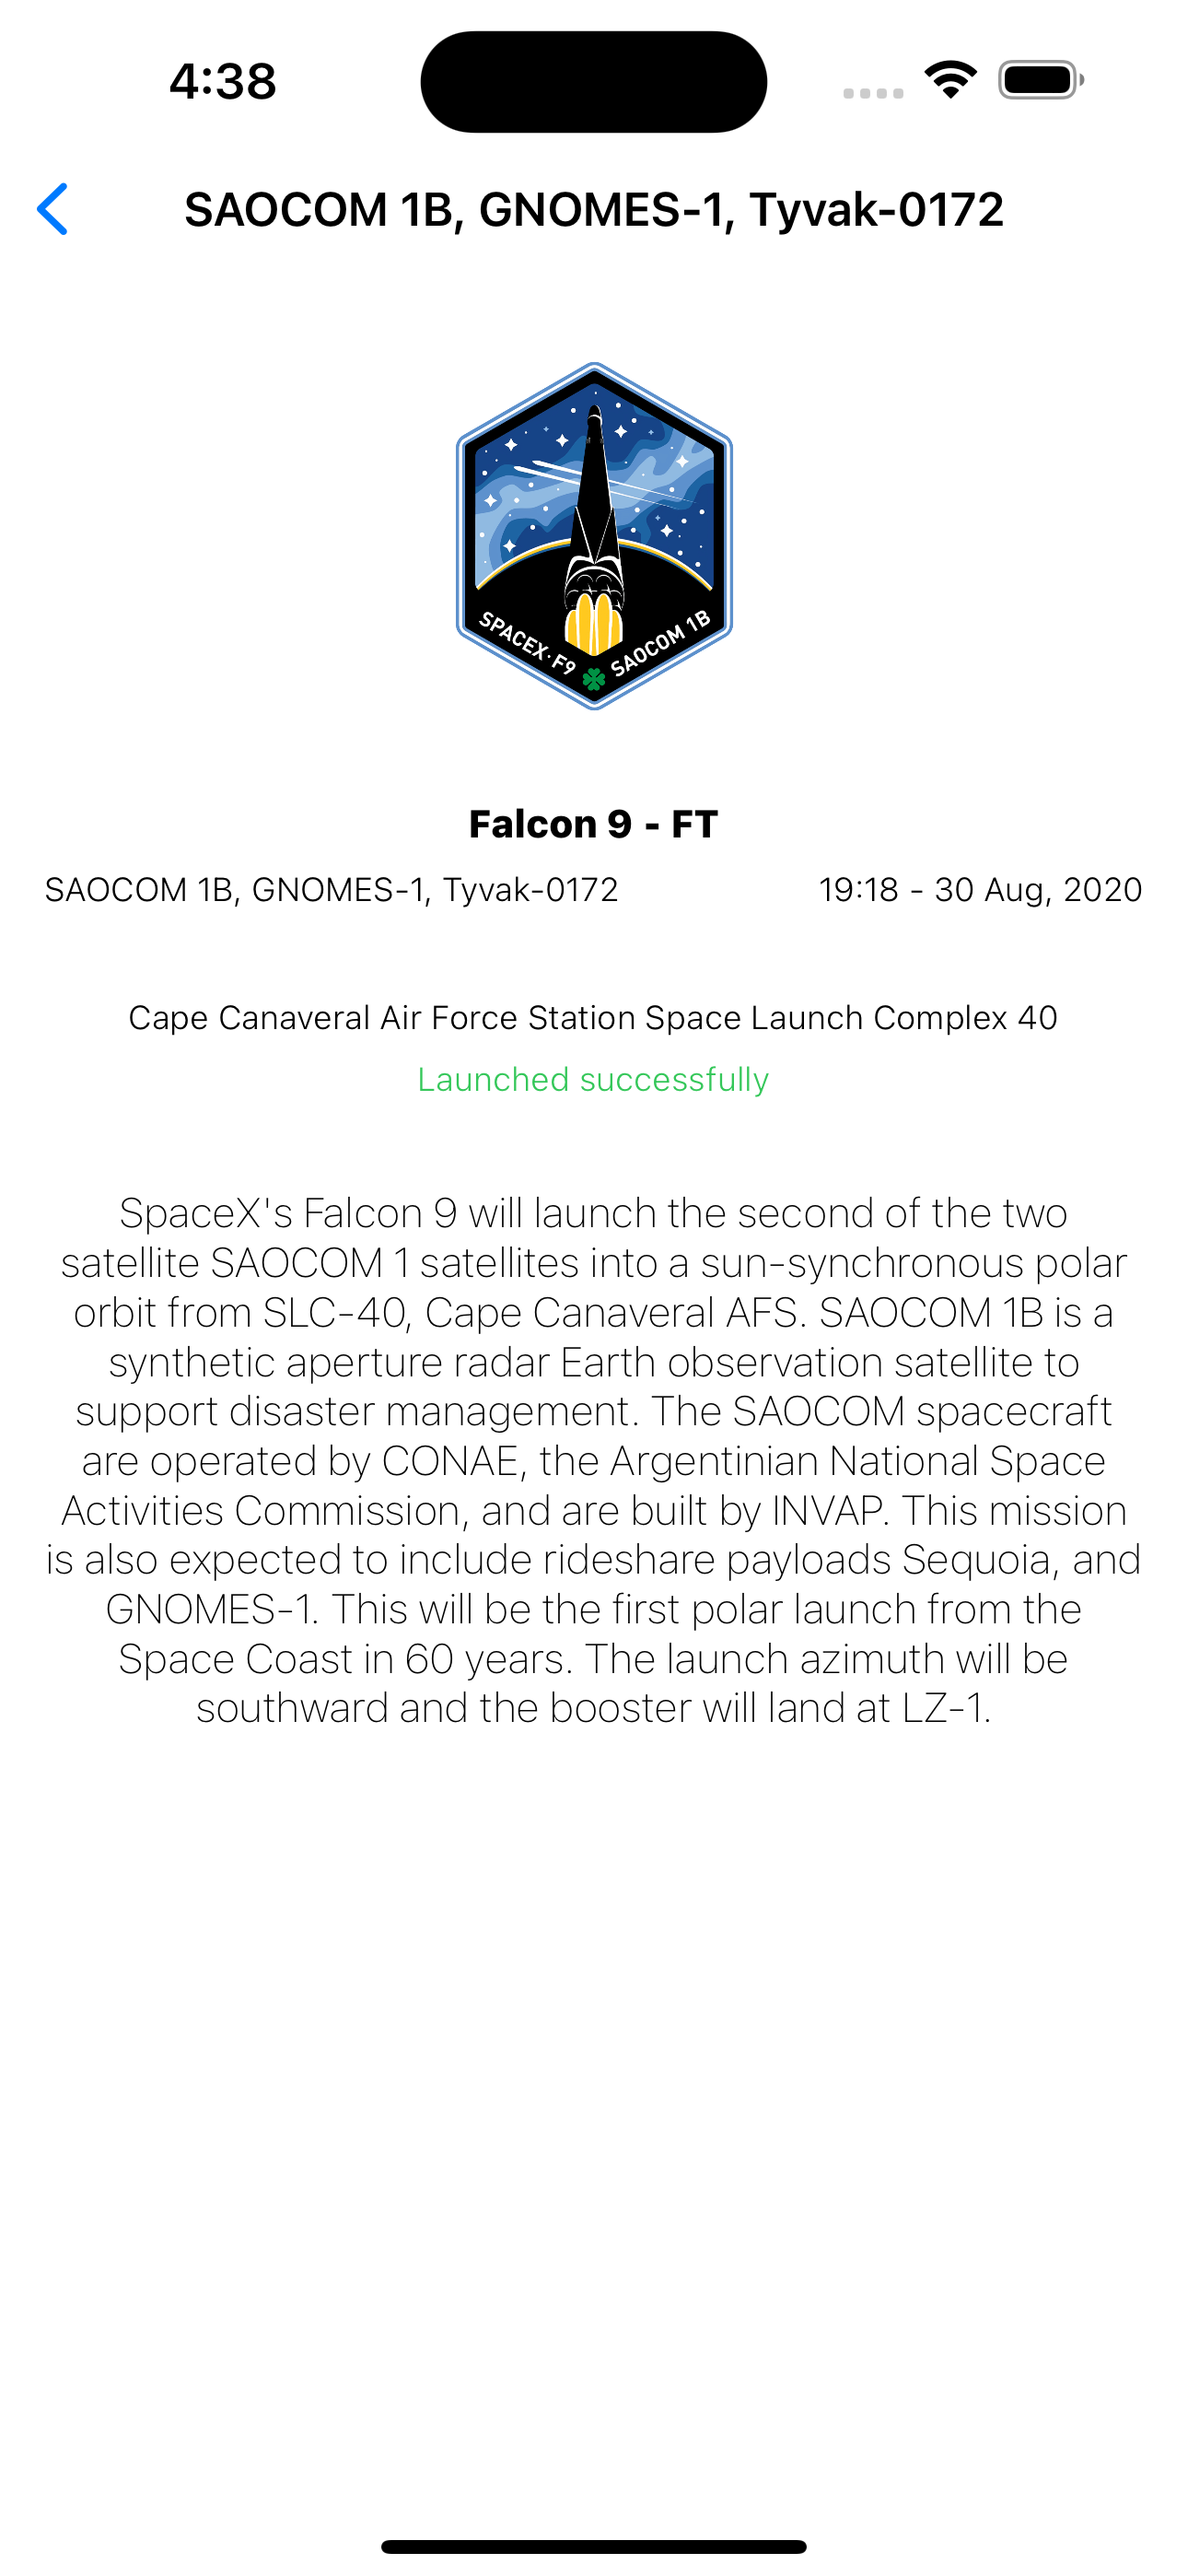 4:38
SAOCOM 1B, GNOMES-1, Tyvak-0172
SPACEX·F9 SAOCOM 1B
Falcon 9 - FT
SAOCOM 1B, GNOMES-1, Tyvak-0172 19:18 - 30 Aug, 2020
Cape Canaveral Air Force Station Space Launch Complex 40
Launched successfully
SpaceX's Falcon 9 will launch the second of the two
satellite SAOCOM 1 satellites into a sun-synchronous polar
orbit from SLC-40, Cape Canaveral AFS. SAOCOM 1B is a
synthetic aperture radar Earth observation satellite to
support disaster management. The SAOCOM spacecraft
are operated by CONAE, the Argentinian National Space
Activities Commission, and are built by INVAP. This mission
is also expected to include rideshare payloads Sequoia, and
GNOMES-1. This will be the first polar launch from the
Space Coast in 60 years. The launch azimuth will be
southward and the booster will land at LZ-1.